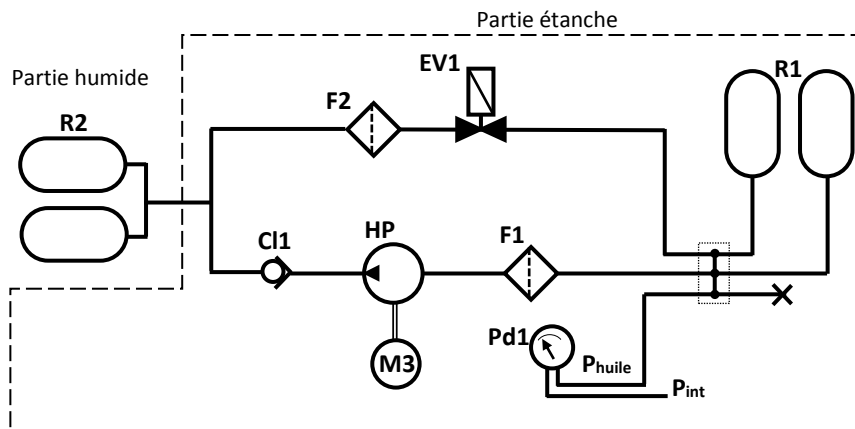 Partie étanche
Partie humide
EV1
R1
F2
R2
Cl1
HP
F1
Pd1
M3
Phuile
Pint